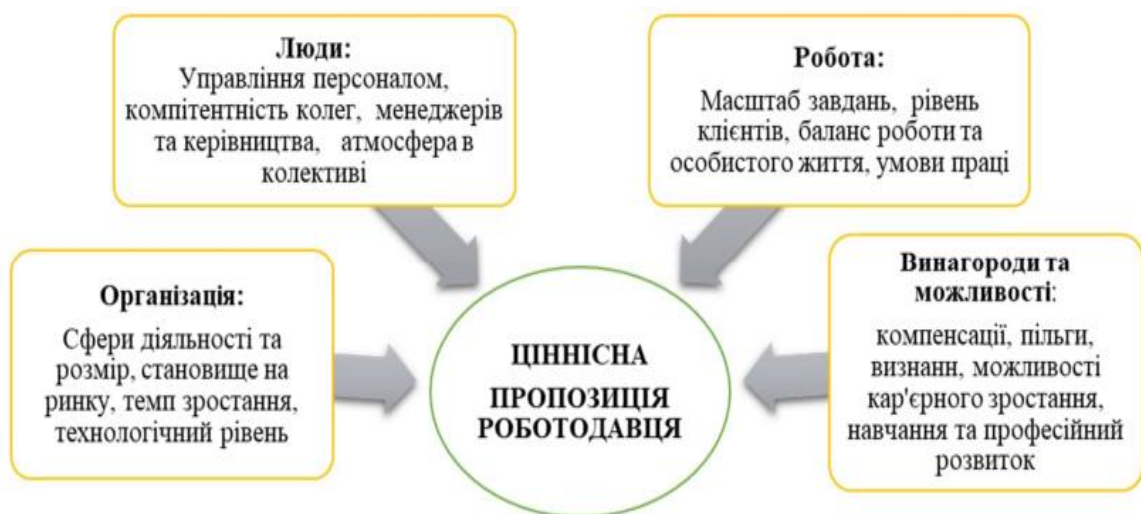 Люди:
Управління персоналом,
компітентність колег, менеджерів
та керівництва, атмосфера в
колективі
Робота:
Масштаб завдань, рівень
клієнтів, баланс роботи та
особистого життя, умови праці
Організація:
Сфери діяльності та
розмір, становище на
ринку, темп зростання,
технологічний рівень
ЦІННІСНА
ПРОПОЗИЦІЯ
РОБОТОДАВЦЯ
Винагороди та
можливості:
компенсації, пільги,
визнанн, можливості
кар'єрного зростання,
навчання та професійний
розвиток